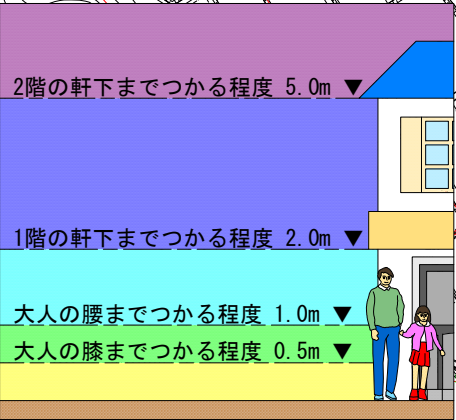 2階の軒下までつかる程度 5.0m ▼
1階の軒下までつかる程度 2.0m ▼
大人の腰までつかる程度 1.0m ▼
大人の膝までつかる程度 0.5m ▼